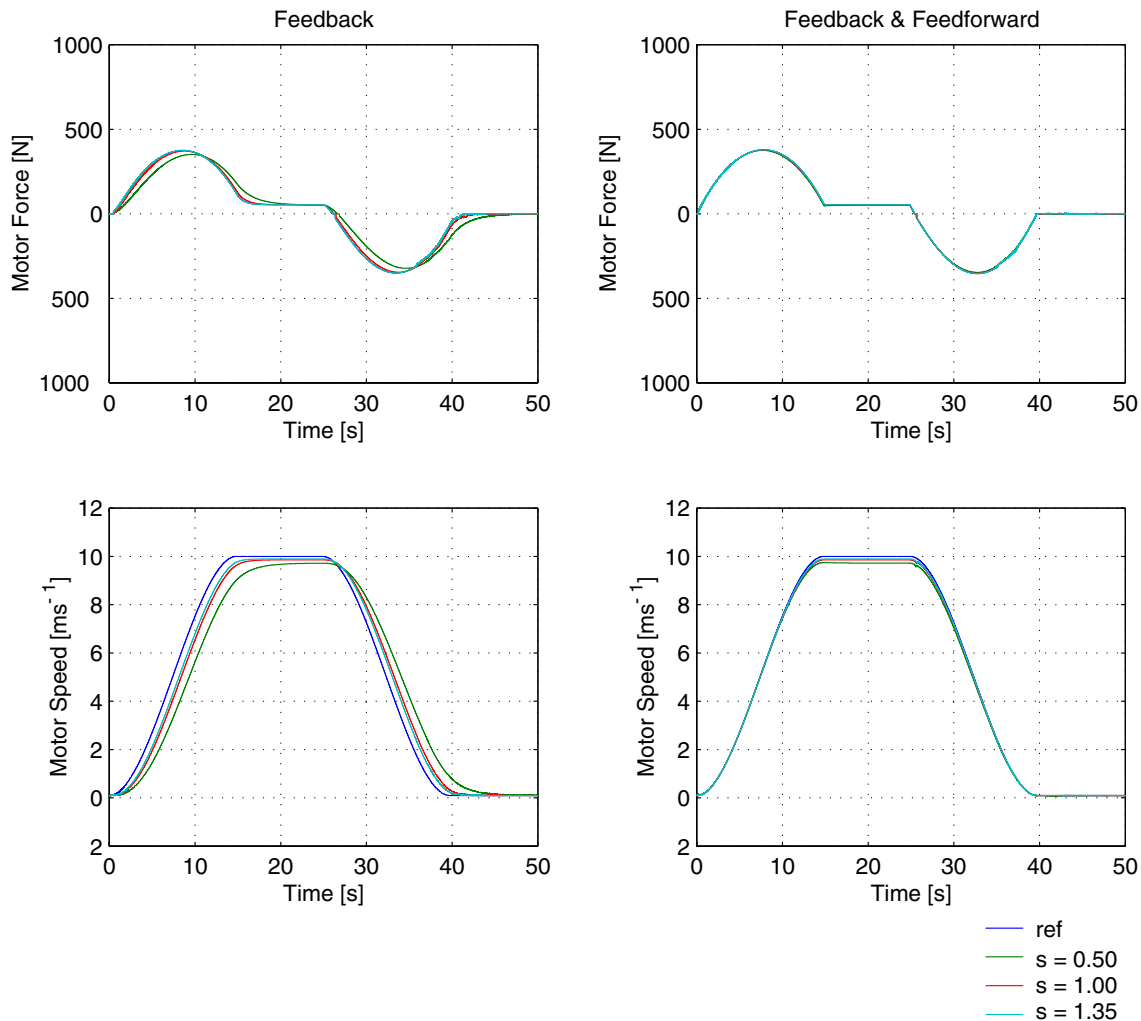 Feedback
1000
500
0
500
1000
Motor Force [N]
0 10 20 30 40 50
Time [s]
Feedback & Feedforward
1000
500
0
500
1000
Motor Force [N]
0 10 20 30 40 50
Time [s]
12
10
8
6
4
2
0
2
Motor Speed [ms⁻¹]
0 10 20 30 40 50
Time [s]
12
10
8
6
4
2
0
2
Motor Speed [ms⁻¹]
0 10 20 30 40 50
Time [s]
ref
s = 0.50
s = 1.00
s = 1.35